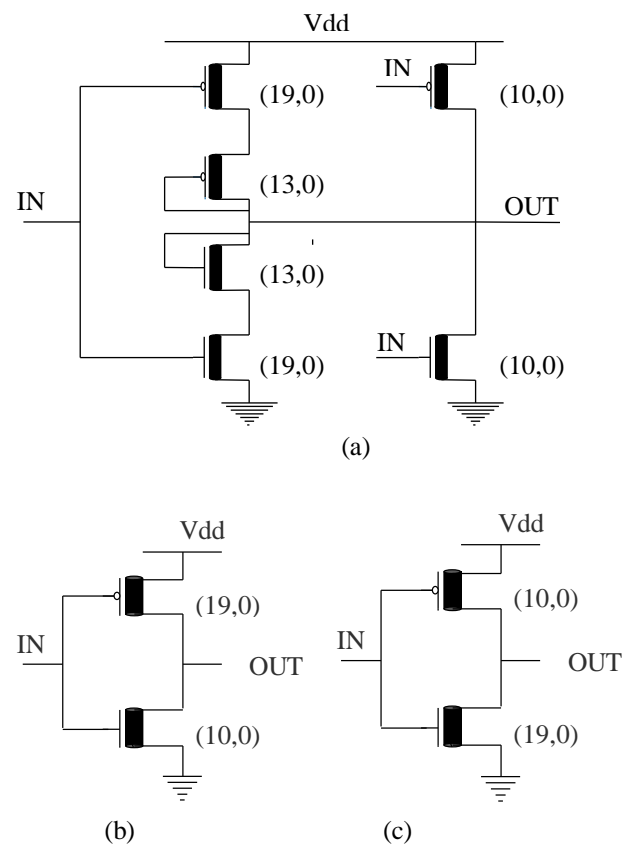 Vdd
IN
(19,0)
(10,0)
(13,0)
IN
OUT
(13,0)
IN
(19,0)
(10,0)
(a)
Vdd
(19,0)
IN
OUT
(10,0)
(b)
Vdd
(10,0)
IN
OUT
(19,0)
(c)